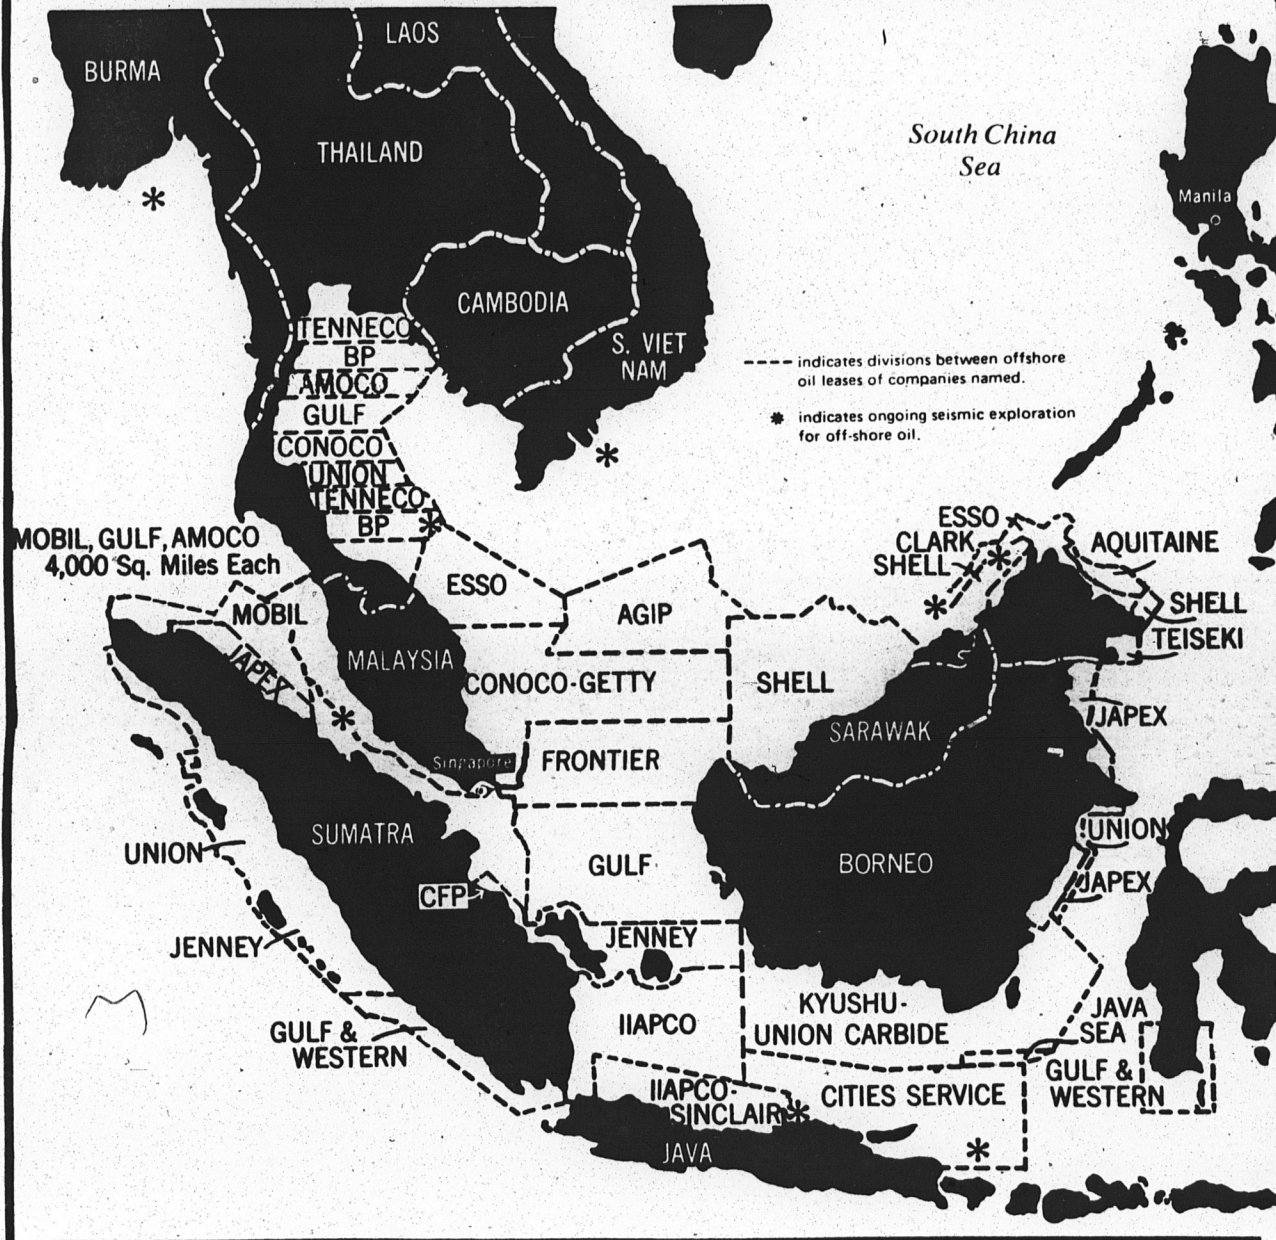 LAOS
BURMA
THAILAND
South China
Sea
Manila
CAMBODIA
S. VIET
NAM
---- indicates divisions between offshore
oil leases of companies named.
* indicates ongoing seismic exploration
for off-shore oil.
TENNECO
BP
AMOCO
GULF
CONOCO
UNION
TENNECO
BP
MOBIL, GULF, AMOCO
4,000 Sq. Miles Each
ESSO
CLARK
SHELL
AQUITAINE
SHELL
TEISEKI
MOBIL
ESSO
AGIP
JAPEX
MALAYSIA
CONOCO-GETTY
SHELL
SARAWAK
JAPEX
Singapore
FRONTIER
SUMATRA
UNION
GULF
BORNEO
UNION
JAPEX
CFP
JENNEY
JENNEY
KYUSHU-
UNION CARBIDE
JAVA
SEA
IIAPCO
GULF &
WESTERN
GULF &
WESTERN
IIAPCO-
SINCLAIR
CITIES SERVICE
JAVA